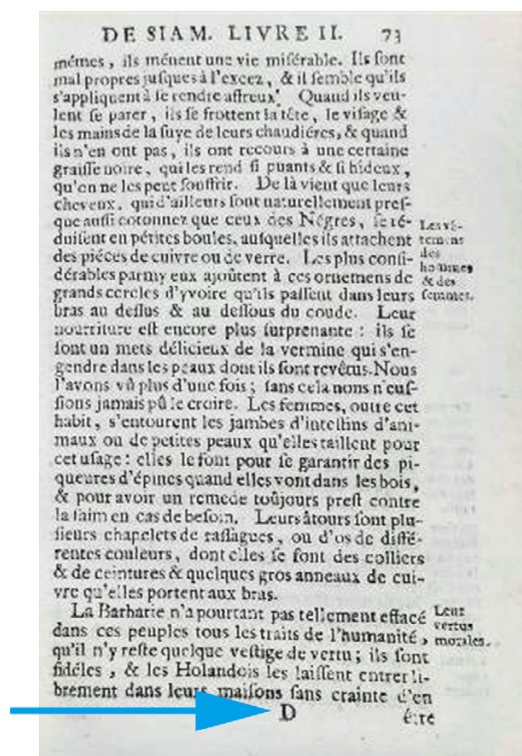 DE SIAM. LIVRE II. 73
mémes, ils ménent une vie miſérable. Ils ſont
mal propres juſques à l'excez, & il ſemble qu'ils
s'appliquent à ſe rendre affreux. Quand ils veu-
lent ſe parer, ils ſe frottent la tête, le viſage &
les mains de la ſuye de leurs chaudiéres, & quand
ils n'en ont pas, ils ont recours à une certaine
graiſſe noire, qui les rend ſi puants & ſi hideux,
qu'on ne les peut ſouffrir. De là vient que leurs
cheveux, qui d'ailleurs ſont naturellement preſ-
que auſſi cotonnez que ceux des Négres, ſe ré-
duiſent en pétites boules, auſquelles ils attachent
des piéces de cuivre ou de verre. Les plus conſi-
dérables parmy eux ajoûtent à ces ornemens de
grands cercles d'yvoire qu'ils paſſent dans leurs
bras au deſſus & au deſſous du coude. Leur
nourriture eſt encore plus ſurprenante : ils ſe
font un mets délicieux de la vermine qui s'en-
gendre dans les peaux dont ils ſont revétus. Nous
l'avons vû plus d'une fois ; ſans cela nous n'euſ-
ſions jamais pû le croire. Les femmes, outre cet
habit, s'entourent les jambes d'inteſtins d'ani-
maux ou de petites peaux qu'elles taillent pour
cet uſage : elles le font pour ſe garantir des pi-
queures d'épines quand elles vont dans les bois,
& pour avoir un remede toûjours preſt contre
la faim en cas de beſoin. Leurs âtours ſont plu-
ſieurs chapelets de raſſagues, ou d'os de diffé-
rentes couleurs, dont elles ſe font des colliers
& de ceintures & quelques gros anneaux de cui-
vre qu'elles portent aux bras.
Les vé-
temens
des
hommes
& des
femmes.
La Barbarie n'a pourtant pas tellement effacé
dans ces peuples tous les traits de l'humanité,
qu'il n'y reſte quelque veſtige de vertu ; ils ſont
fidéles, & les Holandois les laiſſent entrer li-
brement dans leurs maiſons ſans crainte d'en
Leur
vertus
morales.
D
étre